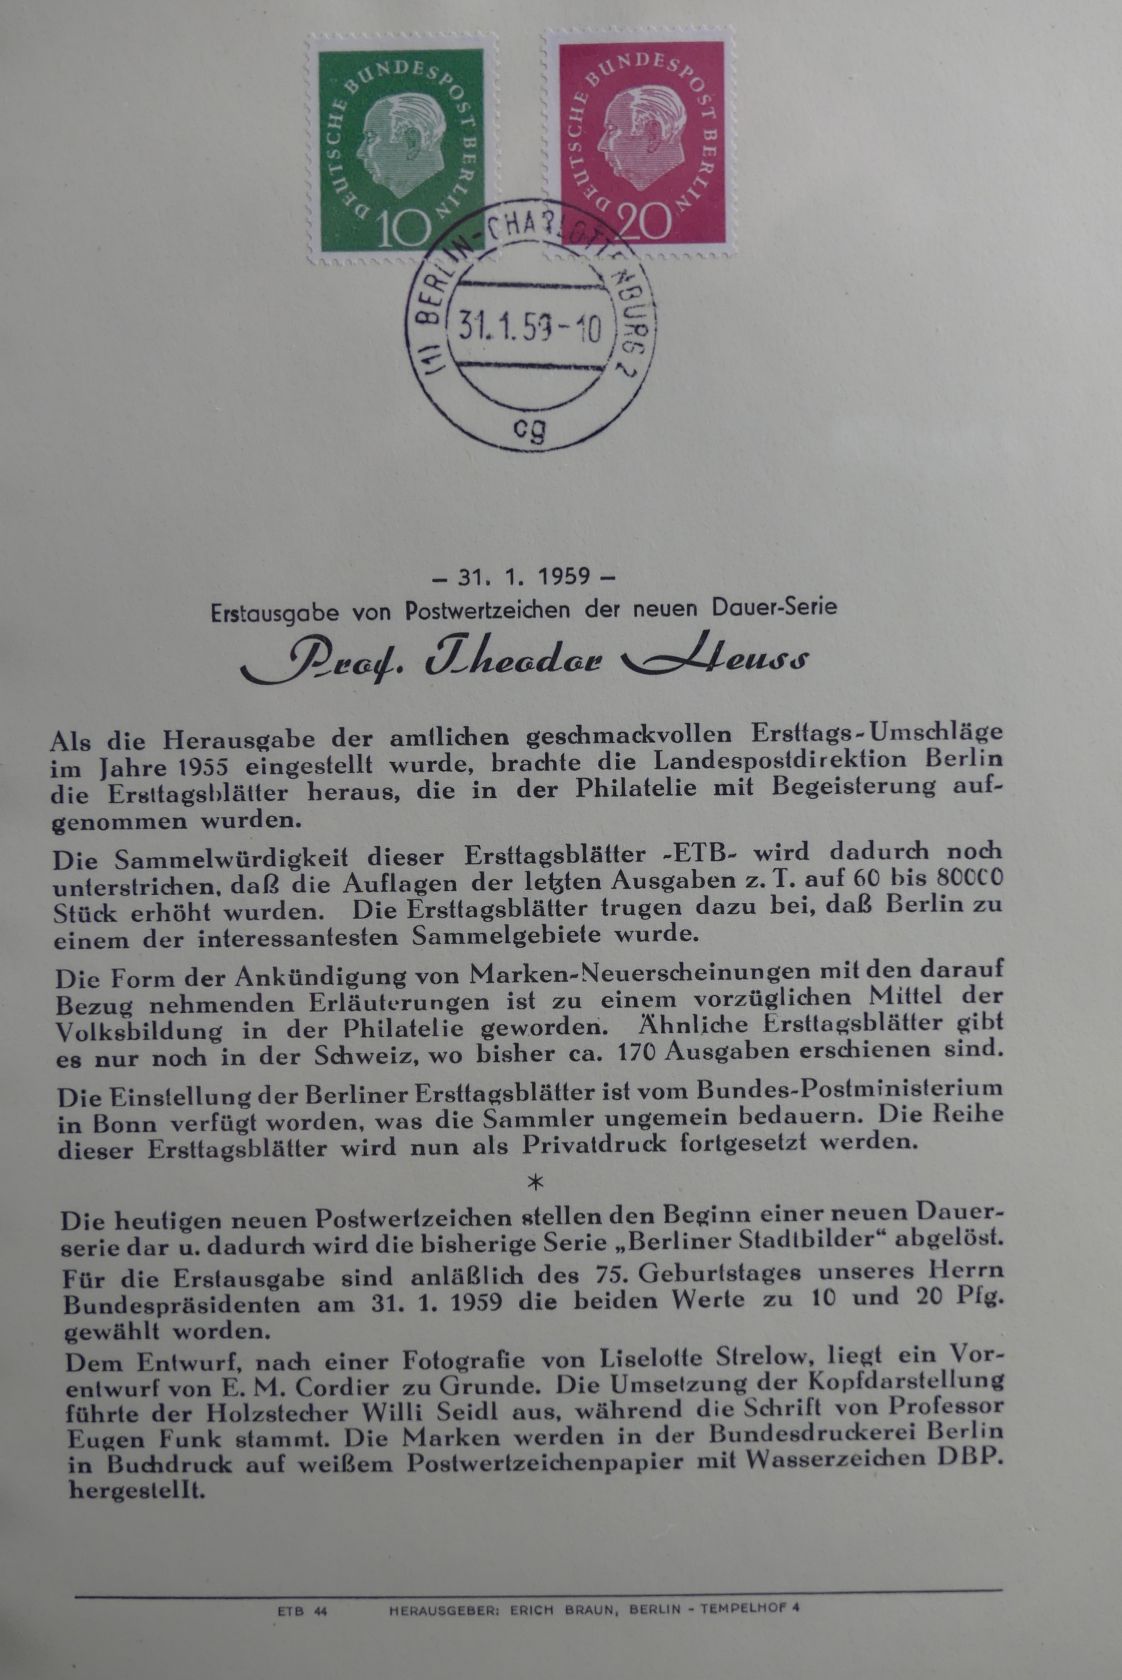 DEUTSCHE BUNDESPOST BERLIN
10
DEUTSCHE BUNDESPOST BERLIN
20
(1) BERLIN-CHARLOTTENBURG 2
31.1.59-10
cg
– 31. 1. 1959 –
Erstausgabe von Postwertzeichen der neuen Dauer-Serie
Prof. Theodor Heuss
Als die Herausgabe der amtlichen geschmackvollen Ersttags-Umschläge
im Jahre 1955 eingestellt wurde, brachte die Landespostdirektion Berlin
die Ersttagsblätter heraus, die in der Philatelie mit Begeisterung auf-
genommen wurden.
Die Sammelwürdigkeit dieser Ersttagsblätter -ETB- wird dadurch noch
unterstrichen, daß die Auflagen der letzten Ausgaben z. T. auf 60 bis 80000
Stück erhöht wurden. Die Ersttagsblätter trugen dazu bei, daß Berlin zu
einem der interessantesten Sammelgebiete wurde.
Die Form der Ankündigung von Marken-Neuerscheinungen mit den darauf
Bezug nehmenden Erläuterungen ist zu einem vorzüglichen Mittel der
Volksbildung in der Philatelie geworden. Ähnliche Ersttagsblätter gibt
es nur noch in der Schweiz, wo bisher ca. 170 Ausgaben erschienen sind.
Die Einstellung der Berliner Ersttagsblätter ist vom Bundes-Postministerium
in Bonn verfügt worden, was die Sammler ungemein bedauern. Die Reihe
dieser Ersttagsblätter wird nun als Privatdruck fortgesetzt werden.
*
Die heutigen neuen Postwertzeichen stellen den Beginn einer neuen Dauer-
serie dar u. dadurch wird die bisherige Serie „Berliner Stadtbilder“ abgelöst.
Für die Erstausgabe sind anläßlich des 75. Geburtstages unseres Herrn
Bundespräsidenten am 31. 1. 1959 die beiden Werte zu 10 und 20 Pfg.
gewählt worden.
Dem Entwurf, nach einer Fotografie von Liselotte Strelow, liegt ein Vor-
entwurf von E. M. Cordier zu Grunde. Die Umsetzung der Kopfdarstellung
führte der Holzstecher Willi Seidl aus, während die Schrift von Professor
Eugen Funk stammt. Die Marken werden in der Bundesdruckerei Berlin
in Buchdruck auf weißem Postwertzeichenpapier mit Wasserzeichen DBP.
hergestellt.
ETB 44 HERAUSGEBER: ERICH BRAUN, BERLIN - TEMPELHOF 4